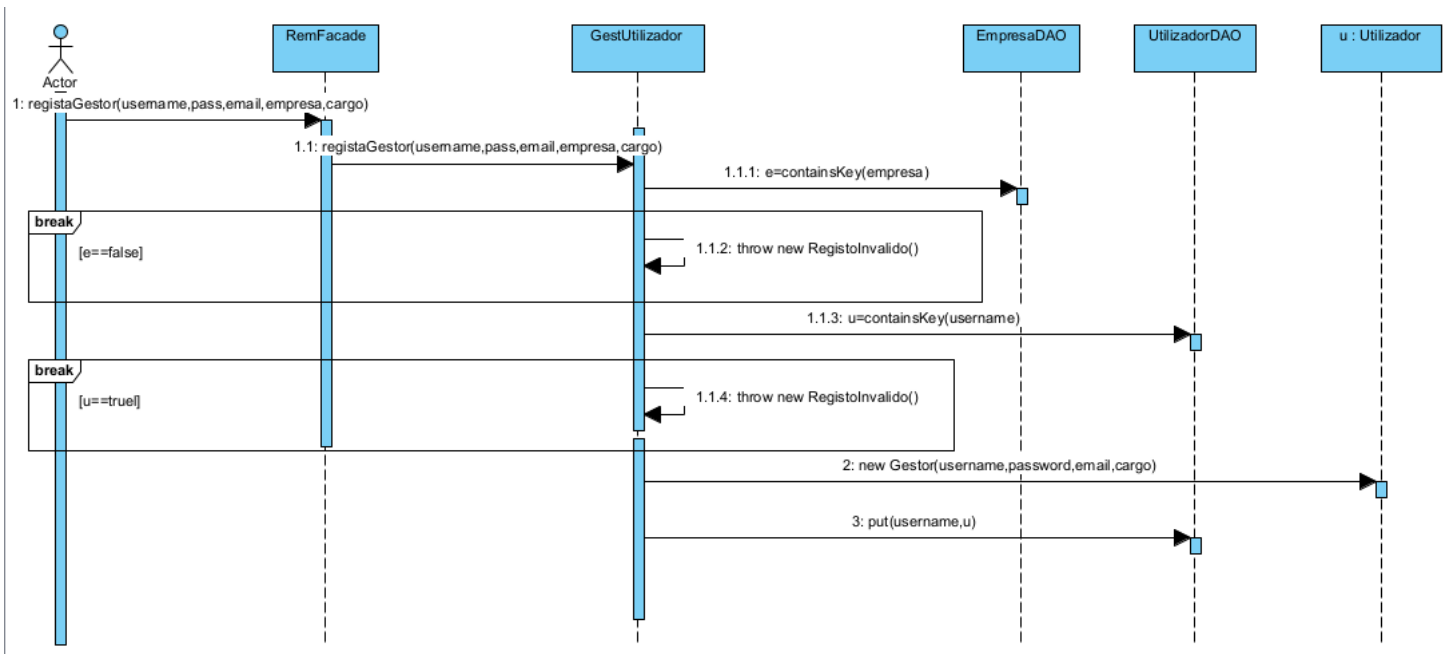 RemFacade
GestUtilizador
EmpresaDAO
UtilizadorDAO
u : Utilizador
Actor
1: registaGestor(username,pass,email,empresa,cargo)
1.1: registaGestor(username,pass,email,empresa,cargo)
1.1.1: e=containsKey(empresa)
break
[e==false]
1.1.2: throw new RegistoInvalido()
1.1.3: u=containsKey(username)
break
[u==truel]
1.1.4: throw new RegistoInvalido()
2: new Gestor(username,password,email,cargo)
3: put(username,u)